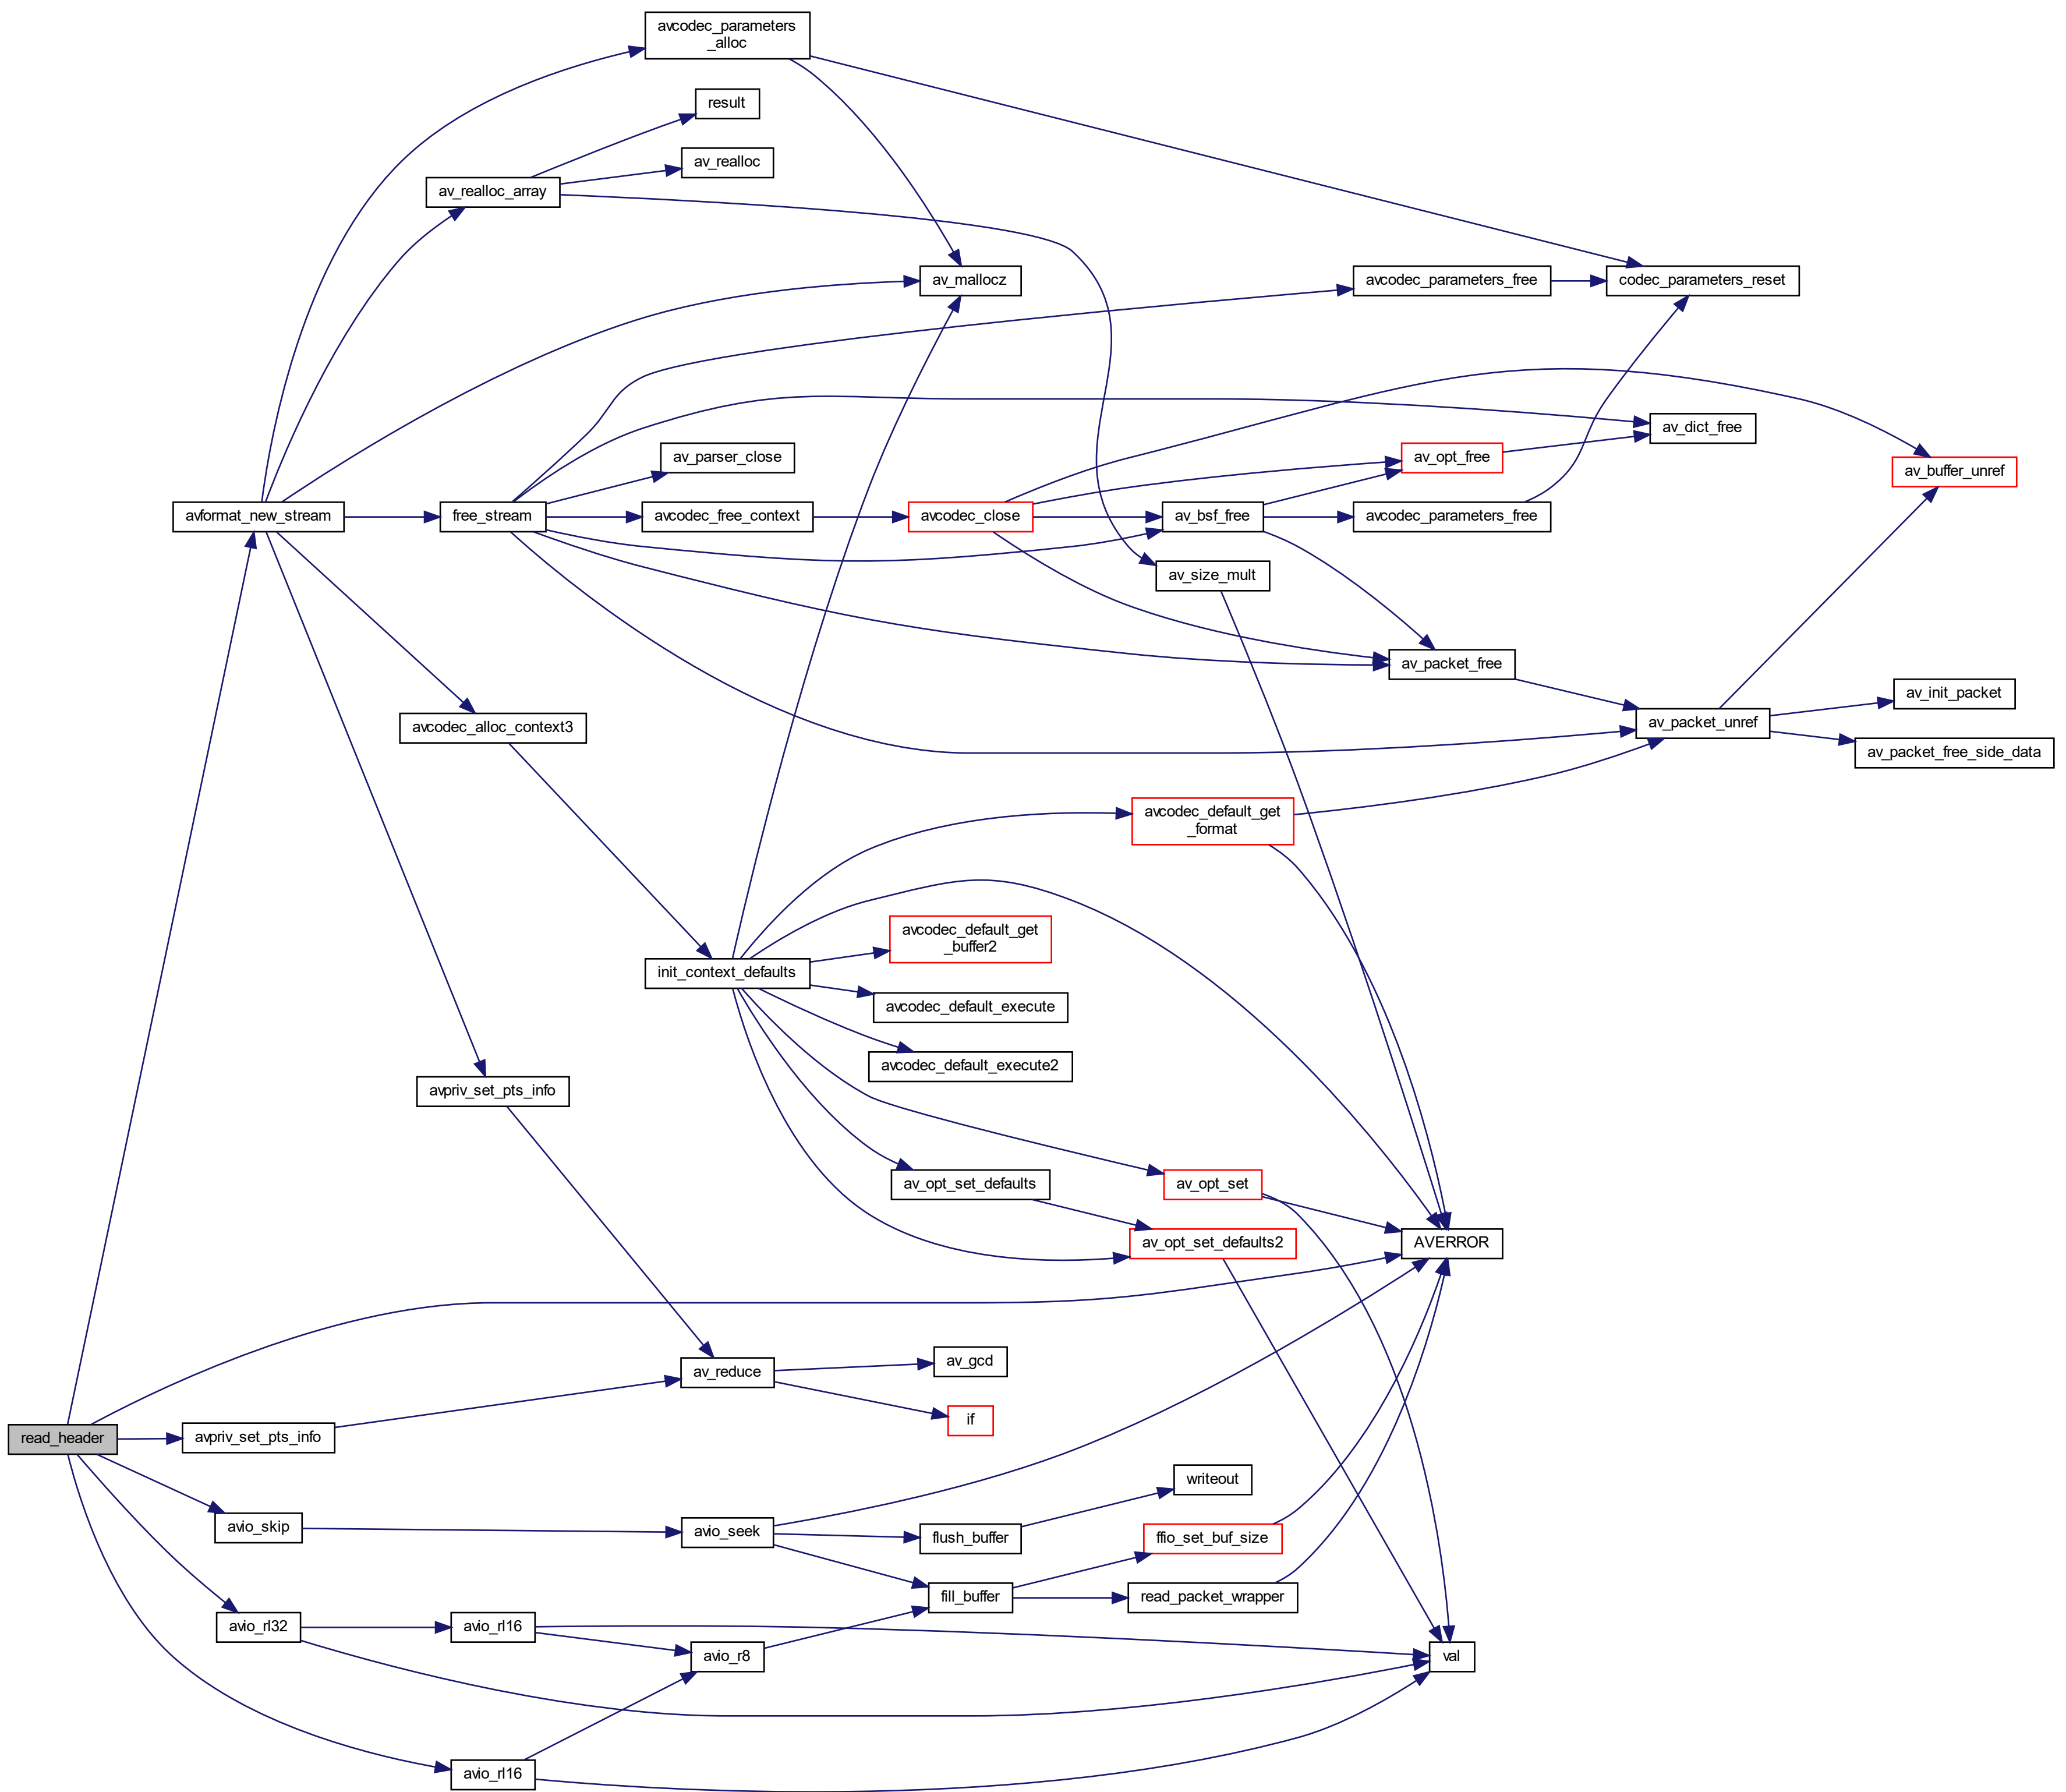 avcodec_parameters
_alloc
result
av_realloc
av_realloc_array
av_mallocz
avcodec_parameters_free
codec_parameters_reset
av_dict_free
av_parser_close
av_opt_free
av_buffer_unref
avformat_new_stream
free_stream
avcodec_free_context
avcodec_close
av_bsf_free
avcodec_parameters_free
av_size_mult
av_packet_free
av_init_packet
avcodec_alloc_context3
av_packet_unref
av_packet_free_side_data
avcodec_default_get
_format
avcodec_default_get
_buffer2
init_context_defaults
avcodec_default_execute
avcodec_default_execute2
avpriv_set_pts_info
av_opt_set_defaults
av_opt_set
av_opt_set_defaults2
AVERROR
av_gcd
av_reduce
if
read_header
avpriv_set_pts_info
writeout
avio_skip
avio_seek
flush_buffer
ffio_set_buf_size
fill_buffer
read_packet_wrapper
avio_rl32
avio_rl16
avio_r8
val
avio_rl16